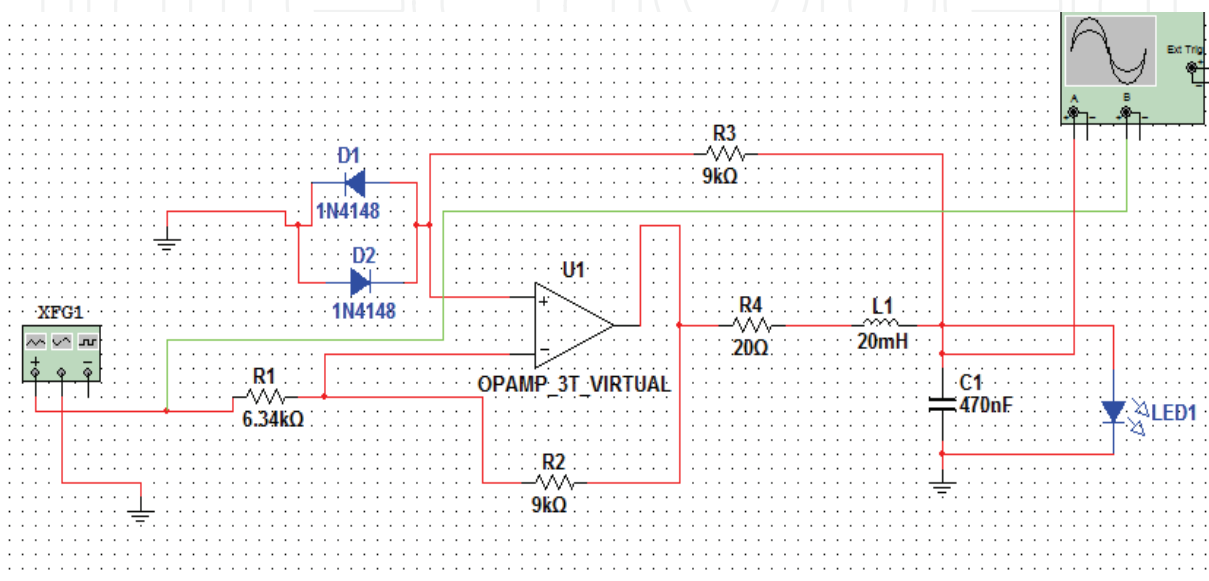 Ext Trig
+
-
A
B
+ -
+ -
R3
9kΩ
D1
1N4148
D2
1N4148
U1
+
-
OPAMP_3T_VIRTUAL
XFG1
+ -
R1
6.34kΩ
R4
20Ω
L1
20mH
C1
470nF
LED1
R2
9kΩ